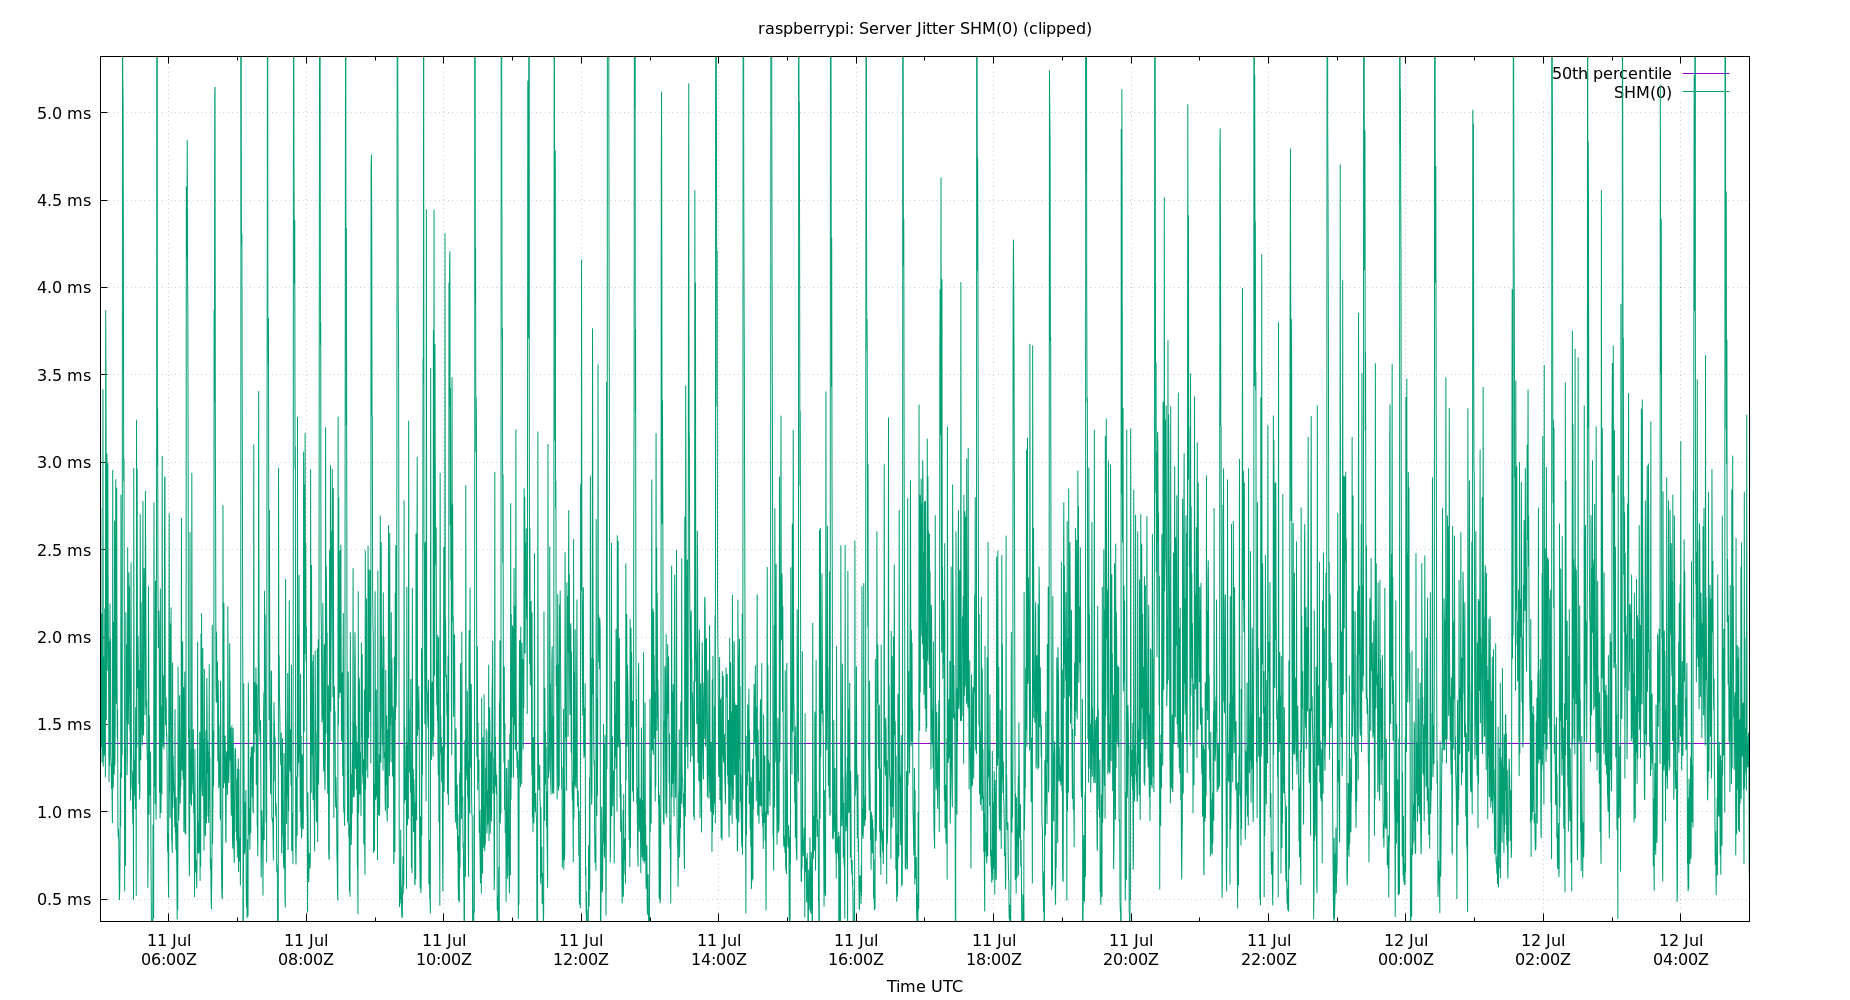 raspberrypi: Server Jitter SHM(0) (clipped)
50th percentile
SHM(0)
5.0 ms
4.5 ms
4.0 ms
3.5 ms
3.0 ms
2.5 ms
2.0 ms
1.5 ms
1.0 ms
0.5 ms
11 Jul 11 Jul 11 Jul 11 Jul 11 Jul 11 Jul 11 Jul 11 Jul 11 Jul 12 Jul 12 Jul 12 Jul
06:00Z 08:00Z 10:00Z 12:00Z 14:00Z 16:00Z 18:00Z 20:00Z 22:00Z 00:00Z 02:00Z 04:00Z
Time UTC